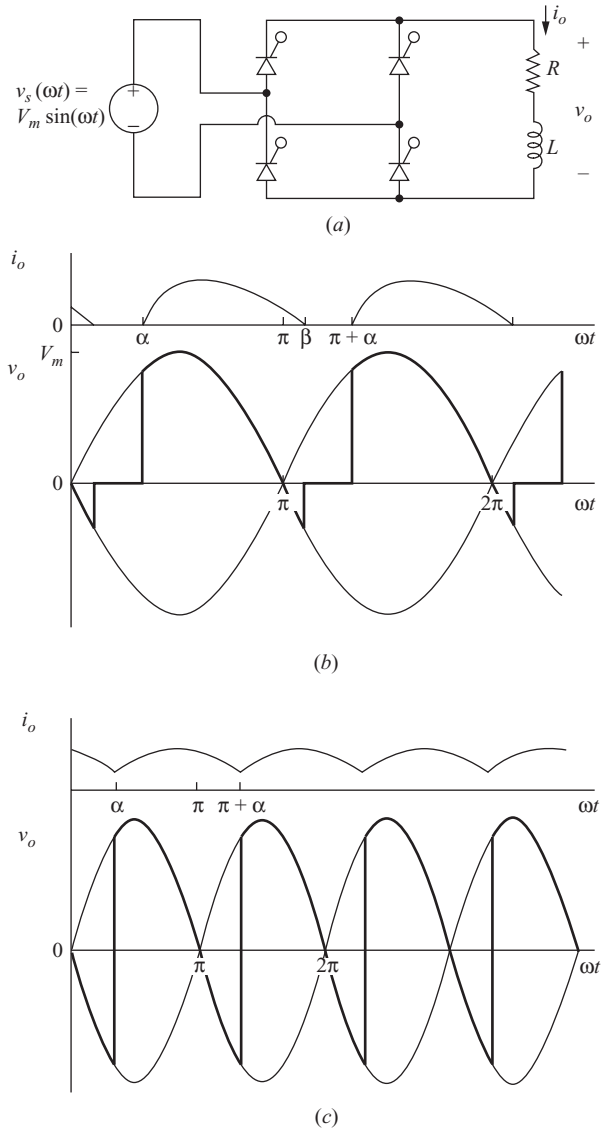 i_o
+
v_s (ωt) =
V_m sin(ωt)
+
−
R
v_o
L
−
(a)
i_o
0
α
π
β
π + α
ωt
V_m
v_o
0
π
2π
ωt
(b)
i_o
α
π
π + α
ωt
v_o
0
π
2π
ωt
(c)